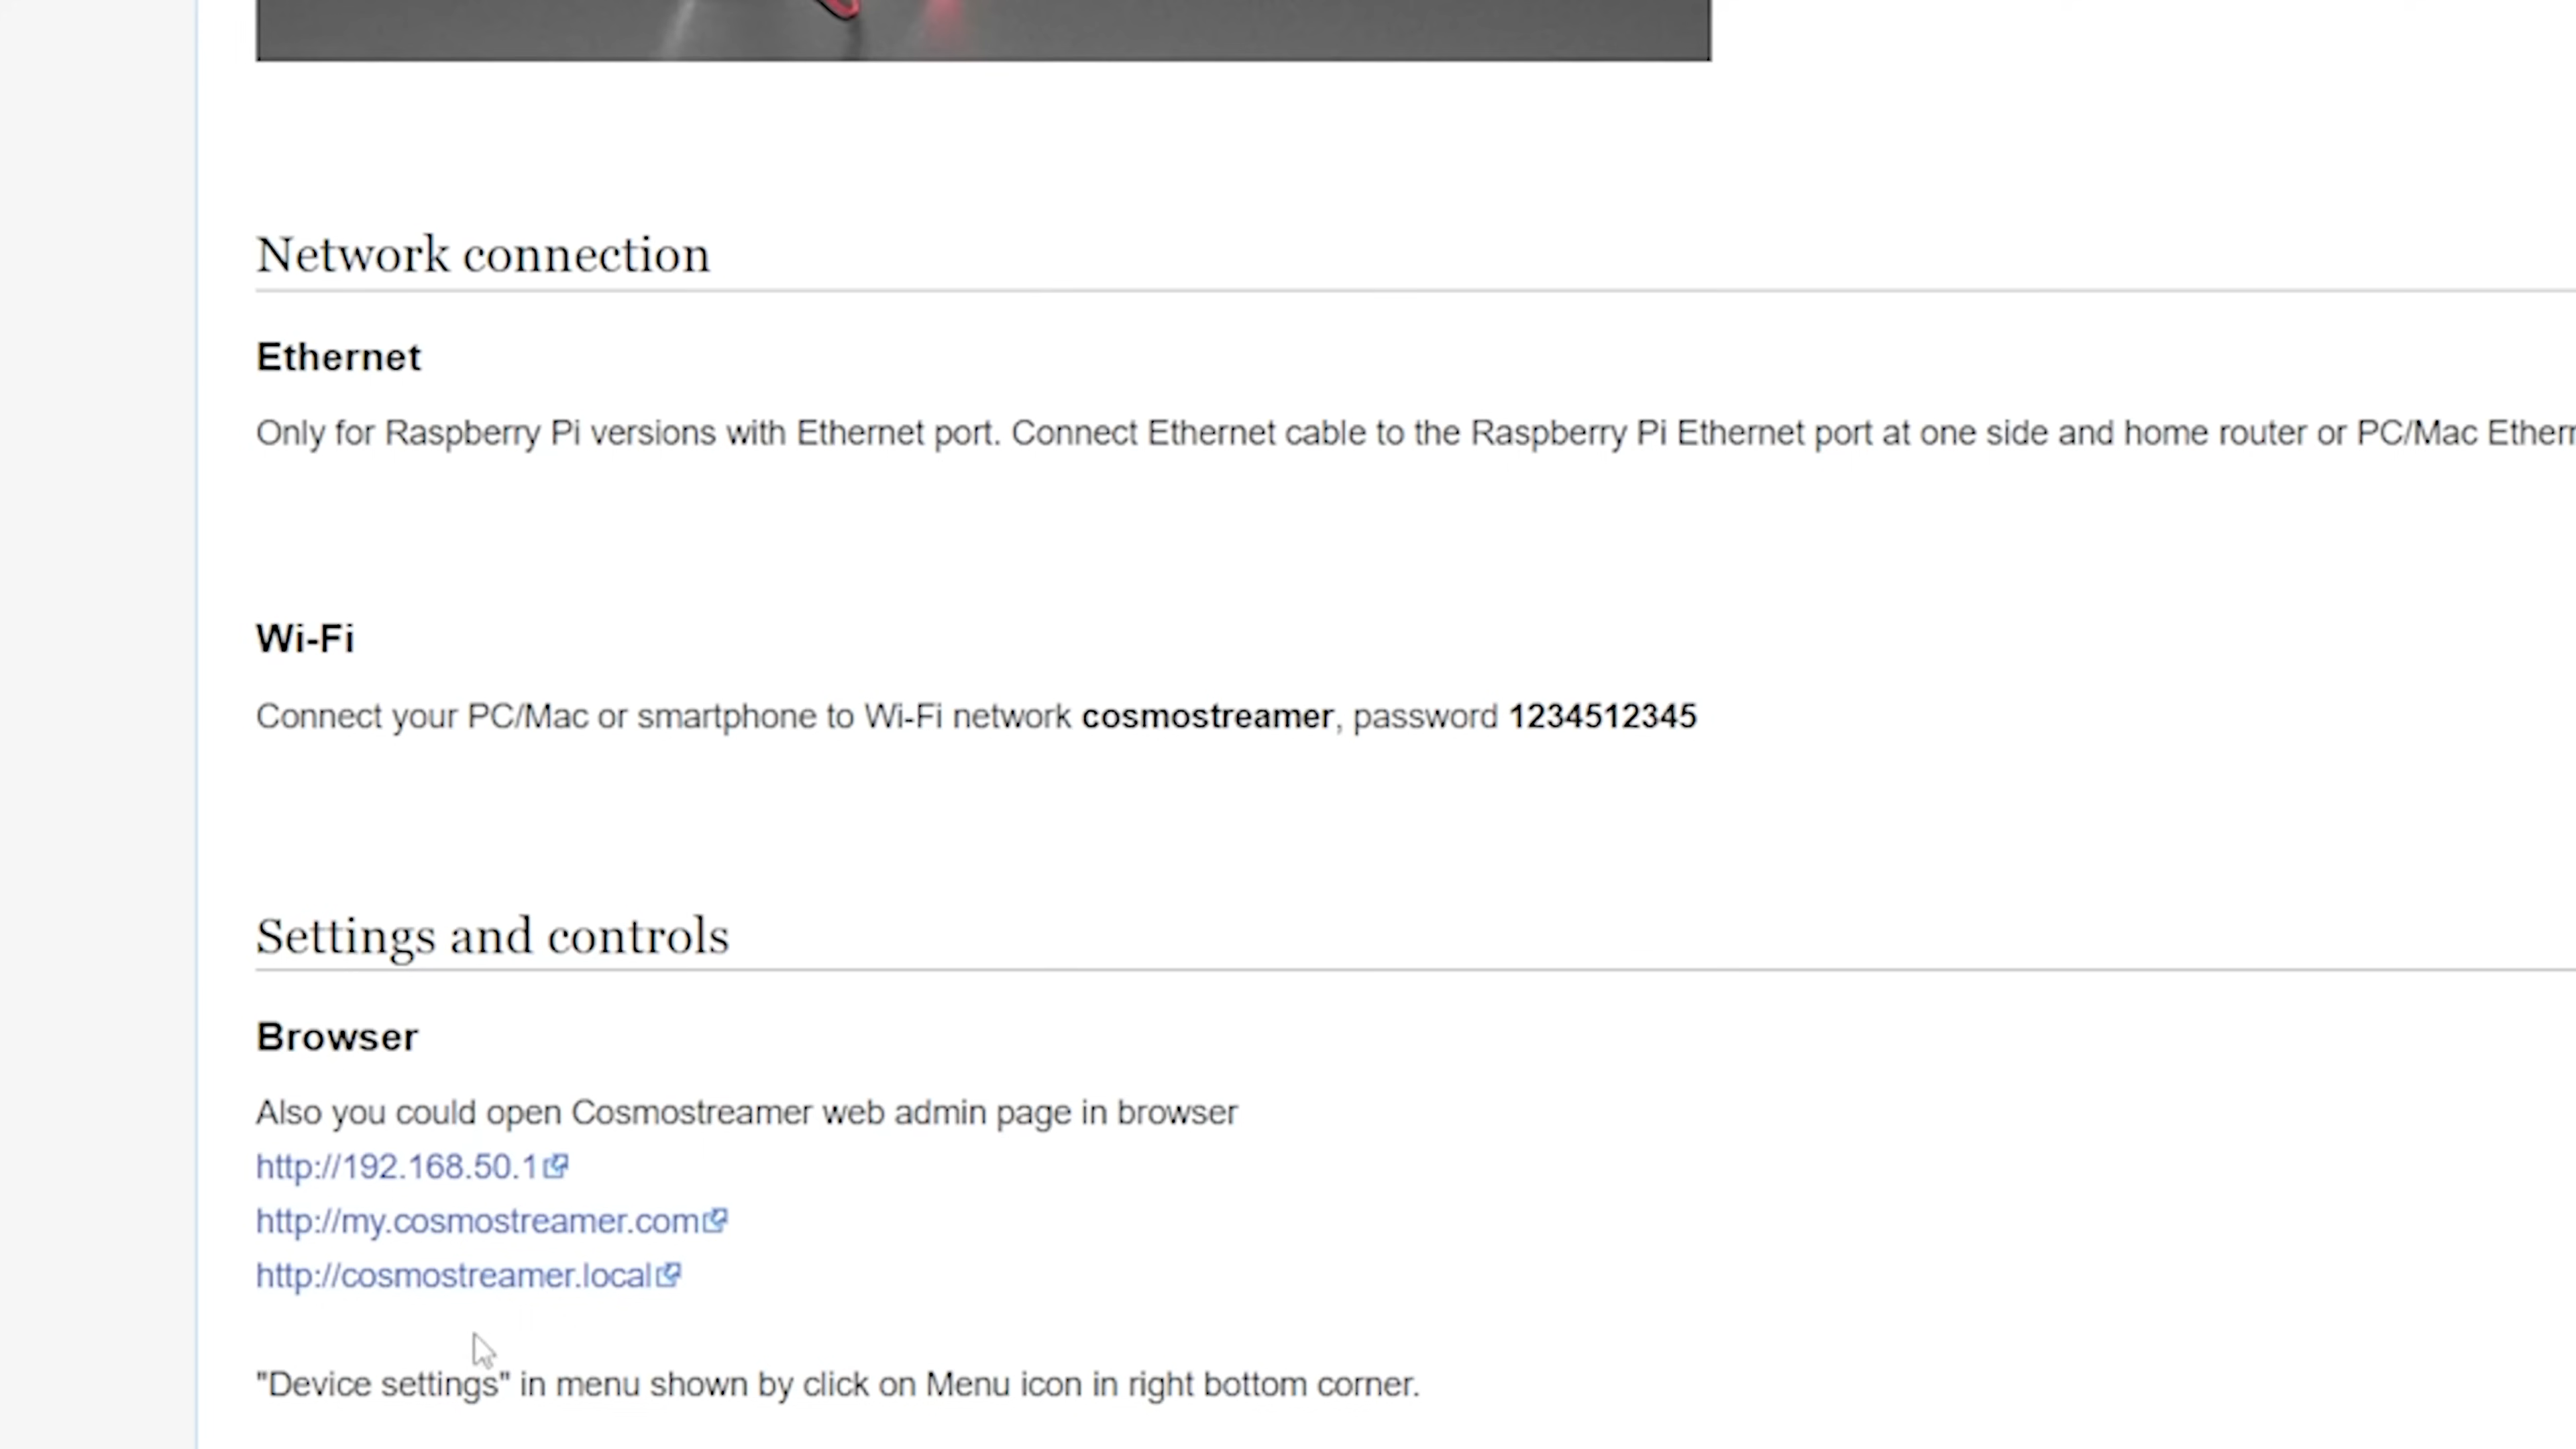 Network connection
Ethernet
Only for Raspberry Pi versions with Ethernet port. Connect Ethernet cable to the Raspberry Pi Ethernet port at one side and home router or PC/Mac
Wi-Fi
Connect your PC/Mac or smartphone to Wi-Fi network cosmostreamer, password 1234512345
Settings and controls
Browser
Also you could open Cosmostreamer web admin page in browser
http://192.168.50.1
http://my.cosmostreamer.com
http://cosmostreamer.local
"Device settings" in menu shown by click on Menu icon in right bottom corner.